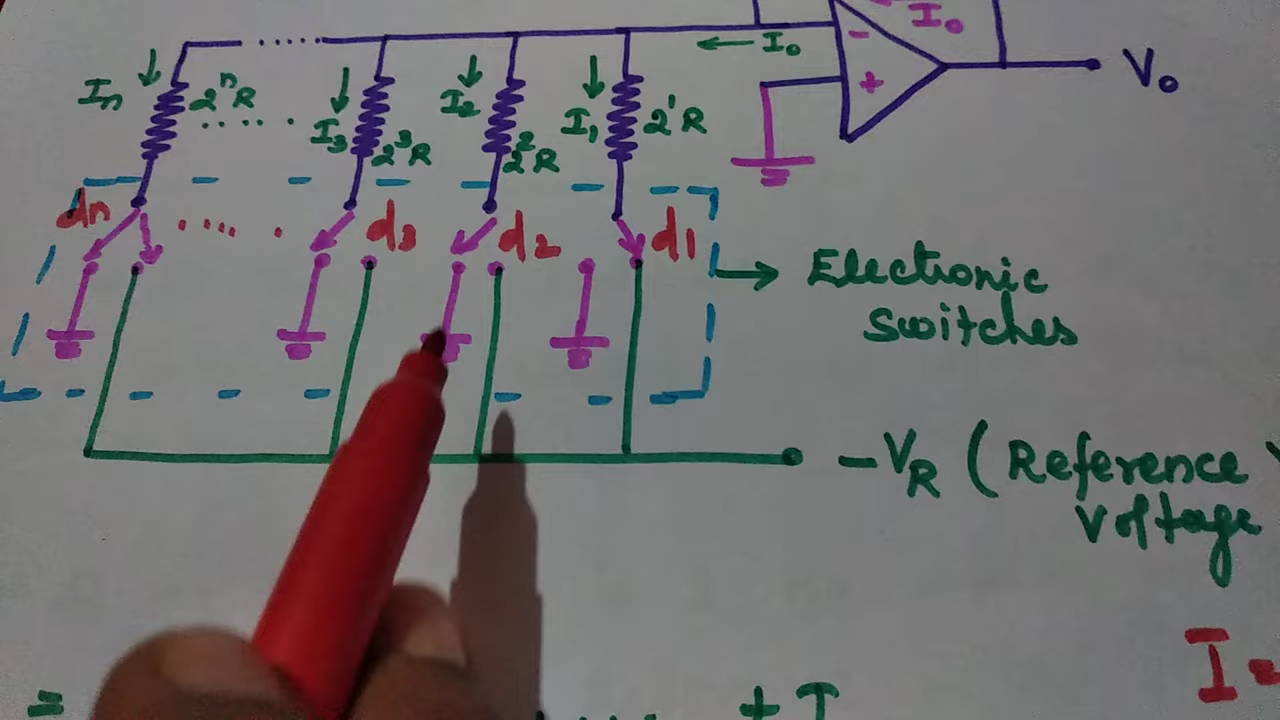 I₀
- I₀
+ V₀
Iₙ 2ⁿR ..... I₃ 2³R I₂ 2²R I₁ 2¹R
dn ..... d3 d2 d1
Electronic
Switches
-V_R (Reference
Voltage
I =
= ..... + I